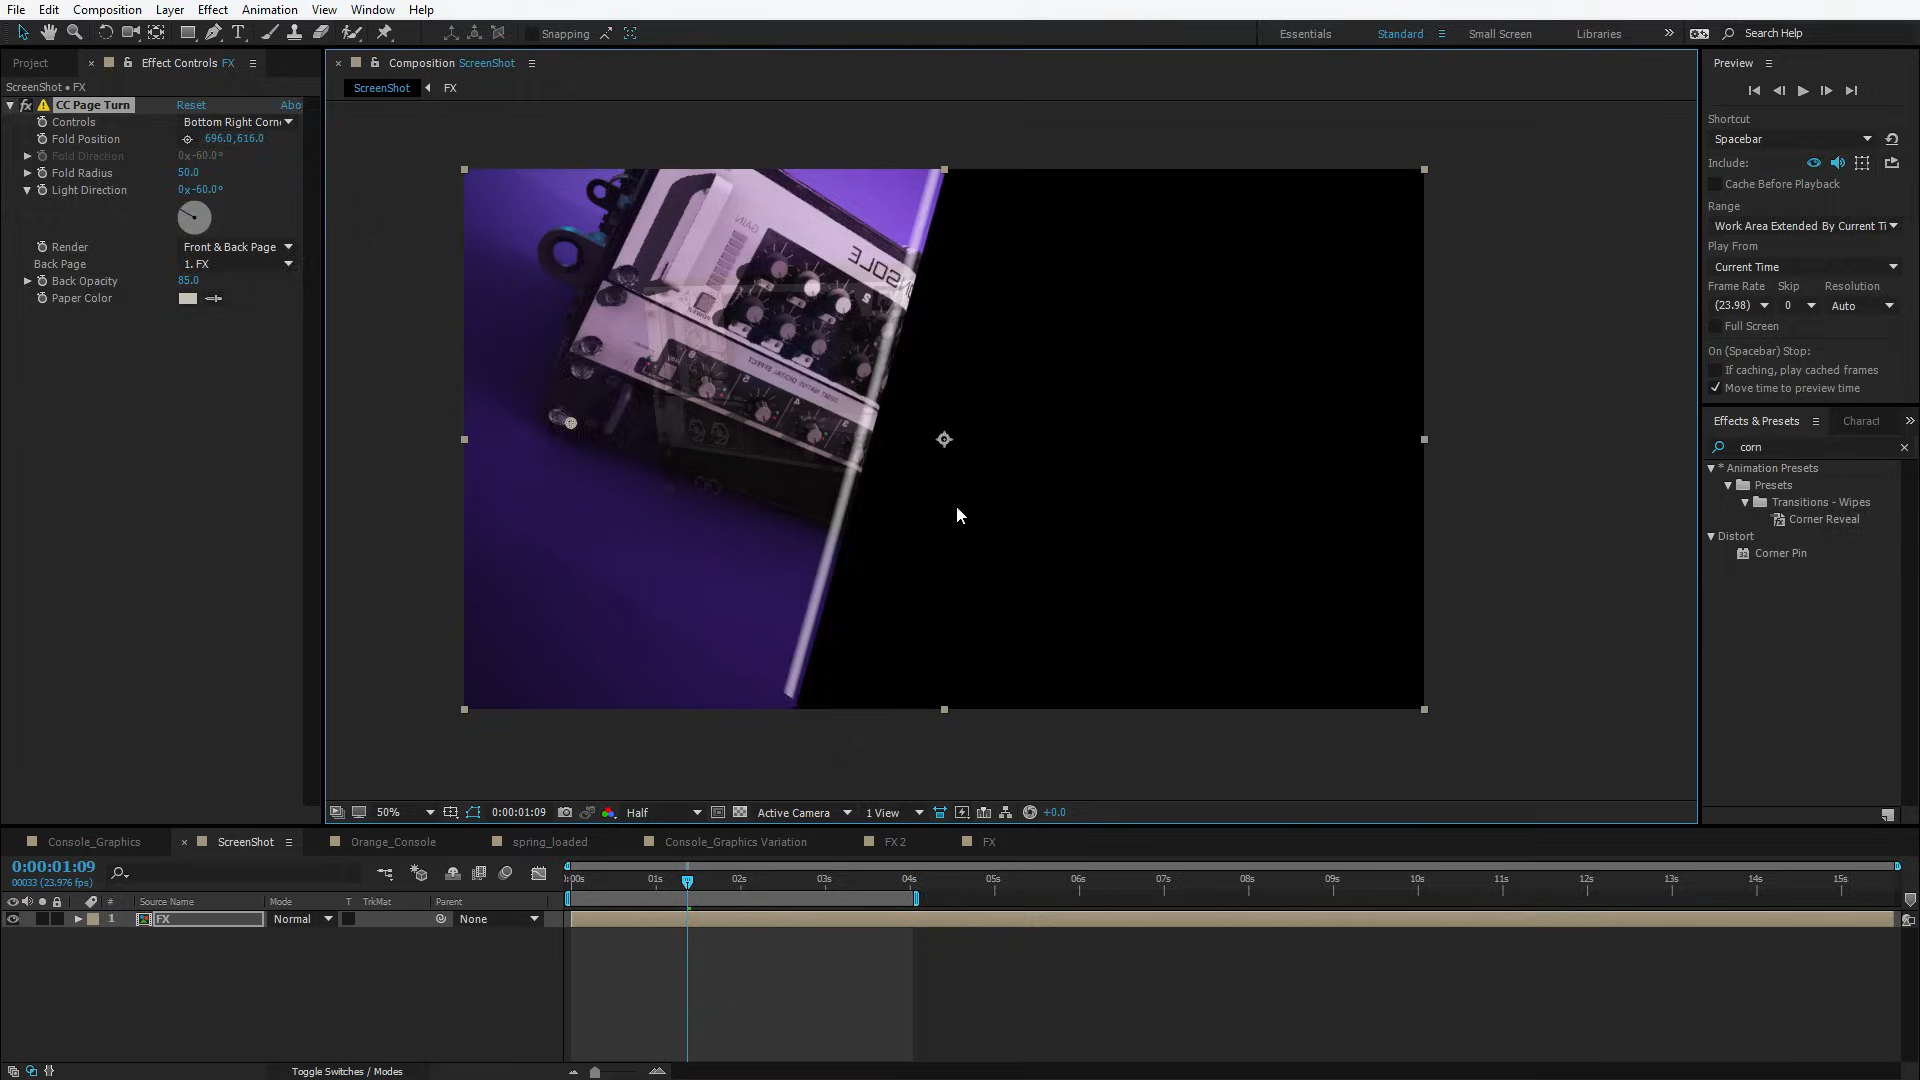 File Edit Composition Layer Effect Animation View Window Help
Snapping
Essentials Standard Small Screen Libraries Search Help
Project Effect Controls FX
ScreenShot • FX
CC Page Turn Reset Abo
Controls Bottom Right Corn
Fold Position 696.0,616.0
Fold Direction 0x-60.0°
Fold Radius 50.0
Light Direction 0x-60.0°
Render Front & Back Page
Back Page 1. FX
Back Opacity 85.0
Paper Color
Composition ScreenShot
ScreenShot FX
GAIN
POWER
50% 0:00:01:09 Half Active Camera 1 View +0.0
Preview
Shortcut
Spacebar
Include:
Cache Before Playback
Range
Work Area Extended By Current Ti
Play From
Current Time
Frame Rate Skip Resolution
(23.98) 0 Auto
Full Screen
On (Spacebar) Stop:
If caching, play cached frames
Move time to preview time
Effects & Presets Charact
corn
* Animation Presets
Presets
Transitions - Wipes
Corner Reveal
Distort
Corner Pin
Console_Graphics ScreenShot Orange_Console spring_loaded Console_Graphics Variation FX 2 FX
0:00:01:09
00033 (23.976 fps)
):00s 01s 02s 03s 04s 05s 06s 07s 08s 09s 10s 11s 12s 13s 14s 15s
# Source Name Mode T TrkMat Parent
1 FX Normal None
Toggle Switches / Modes